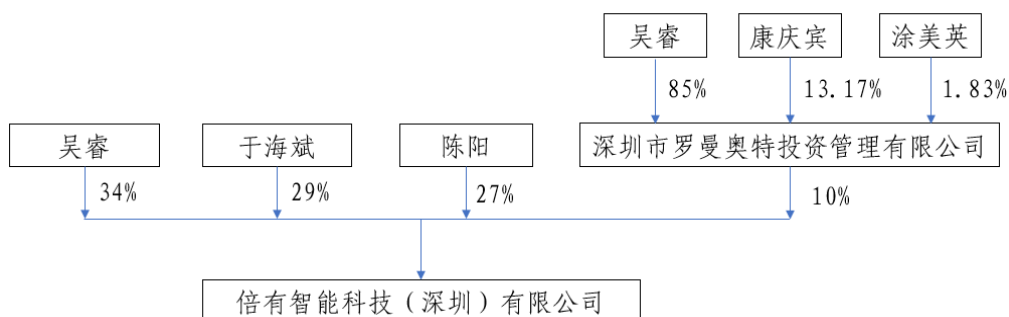 吴睿
康庆宾
涂美英
85%
13.17%
1.83%
吴睿
于海斌
陈阳
深圳市罗曼奥特投资管理有限公司
34%
29%
27%
10%
倍有智能科技（深圳）有限公司